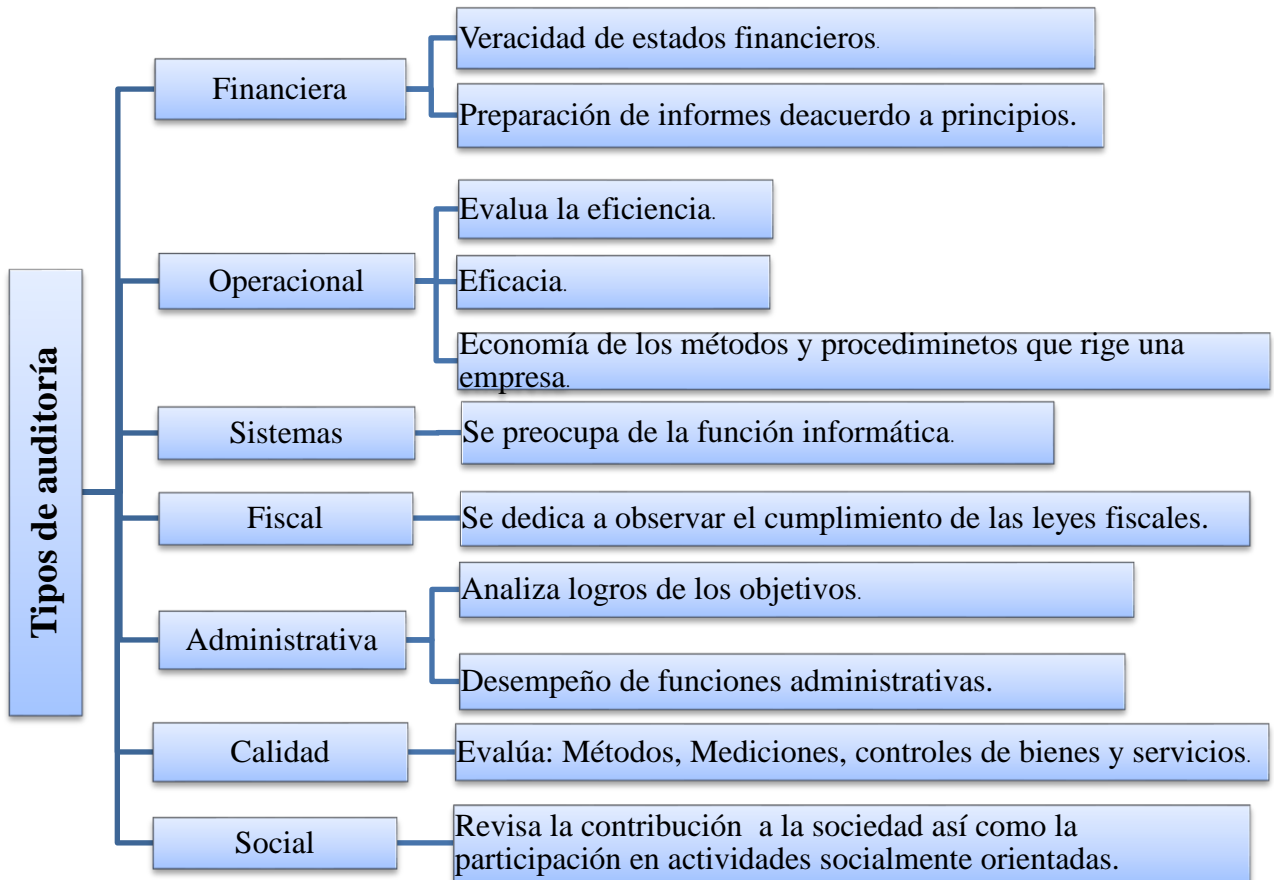 Tipos de auditoría
Financiera
Veracidad de estados financieros.
Preparación de informes deacuerdo a principios.
Operacional
Evalua la eficiencia.
Eficacia.
Economía de los métodos y procediminetos que rige una
empresa.
Sistemas
Se preocupa de la función informática.
Fiscal
Se dedica a observar el cumplimiento de las leyes fiscales.
Administrativa
Analiza logros de los objetivos.
Desempeño de funciones administrativas.
Calidad
Evalúa: Métodos, Mediciones, controles de bienes y servicios.
Social
Revisa la contribución  a la sociedad así como la
participación en actividades socialmente orientadas.